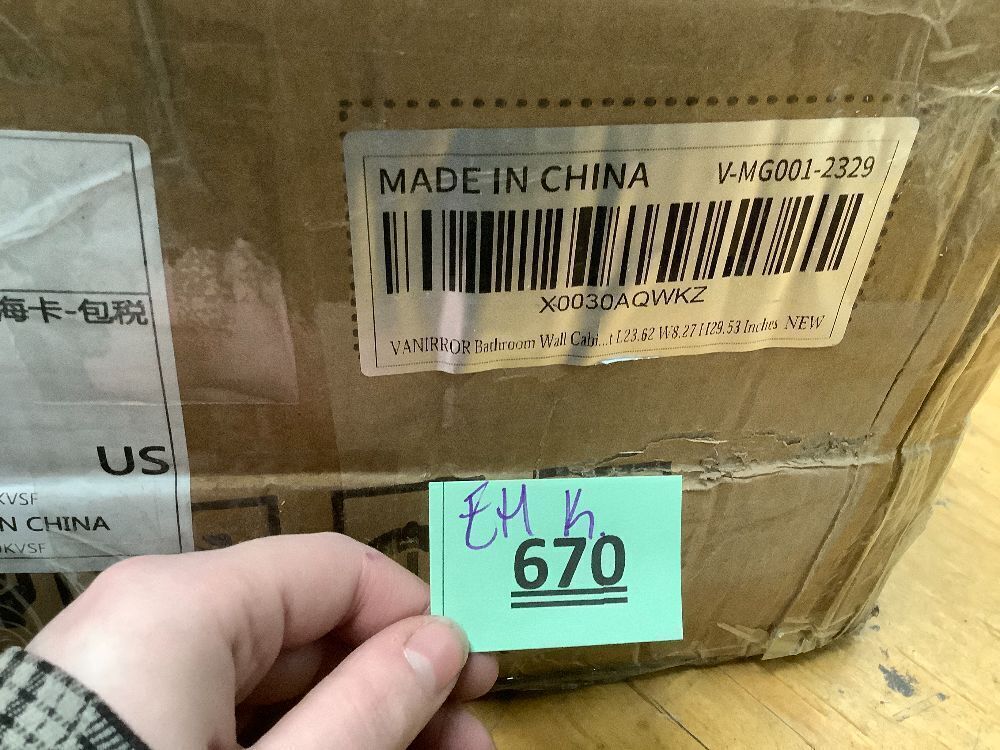 海卡-包税
US
KVSF
N CHINA
KVSF
MADE IN CHINA V-MG001-2329
X0030AQWKZ
VANIRROR Bathroom Wall Cabi...t L23.62 W8.27 H29.53 Inches NEW
EH K.
670